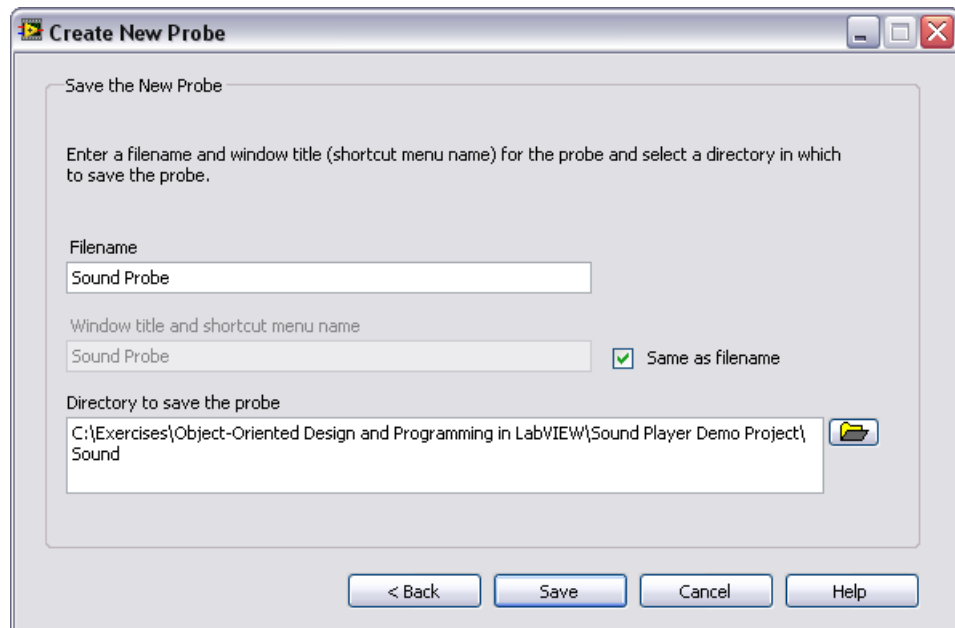 Create New Probe
Save the New Probe
Enter a filename and window title (shortcut menu name) for the probe and select a directory in which
to save the probe.
Filename
Sound Probe
Window title and shortcut menu name
Sound Probe
Same as filename
Directory to save the probe
C:\Exercises\Object-Oriented Design and Programming in LabVIEW\Sound Player Demo Project\
Sound
< Back
Save
Cancel
Help